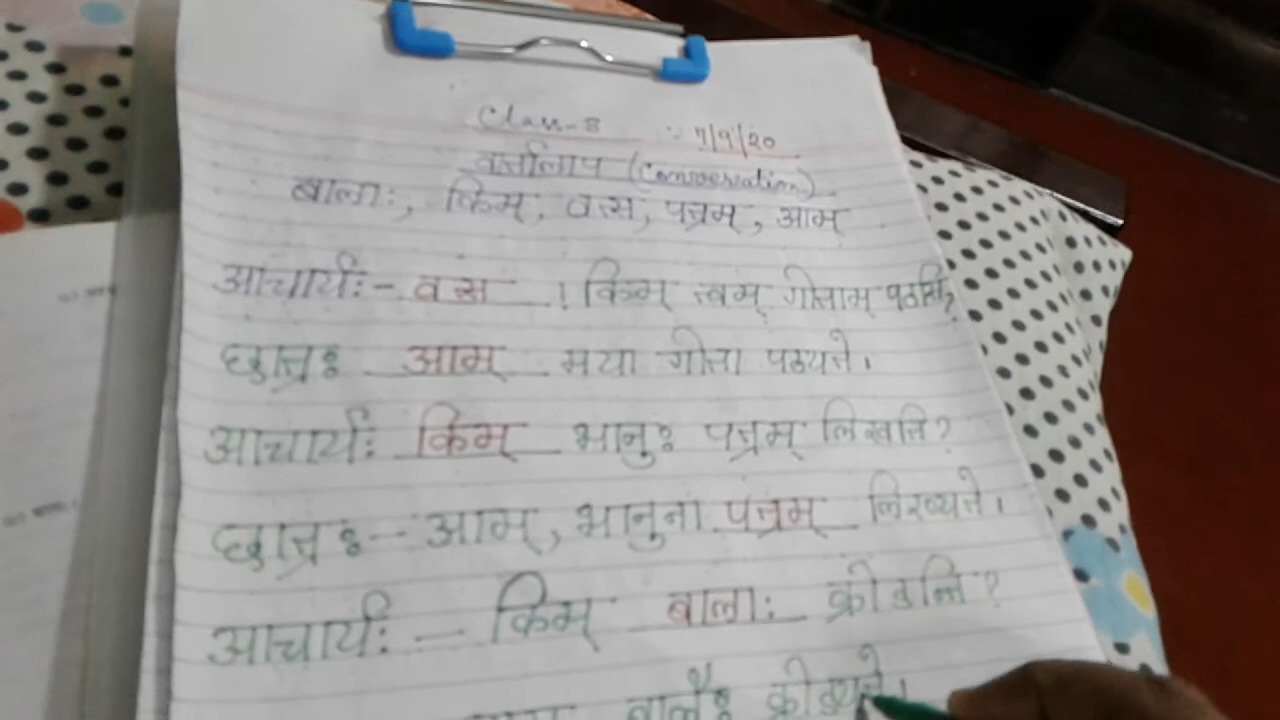 Class-8 :- 7/9/20
वार्तालाप (Conversation)
बालाः, किम्, वत्स, पत्रम्, आम्
आचार्यः- वत्स ! किम् त्वम् गीताम् पठसि?
छात्रः आम् मया गीता पठ्यते।
आचार्यः किम् भानुः पत्रम् लिखति?
छात्रः- आम्, भानुना पत्रम् लिख्यते।
आचार्यः - किम् बालाः क्रीडन्ति?
बालैः क्रीड्यते।